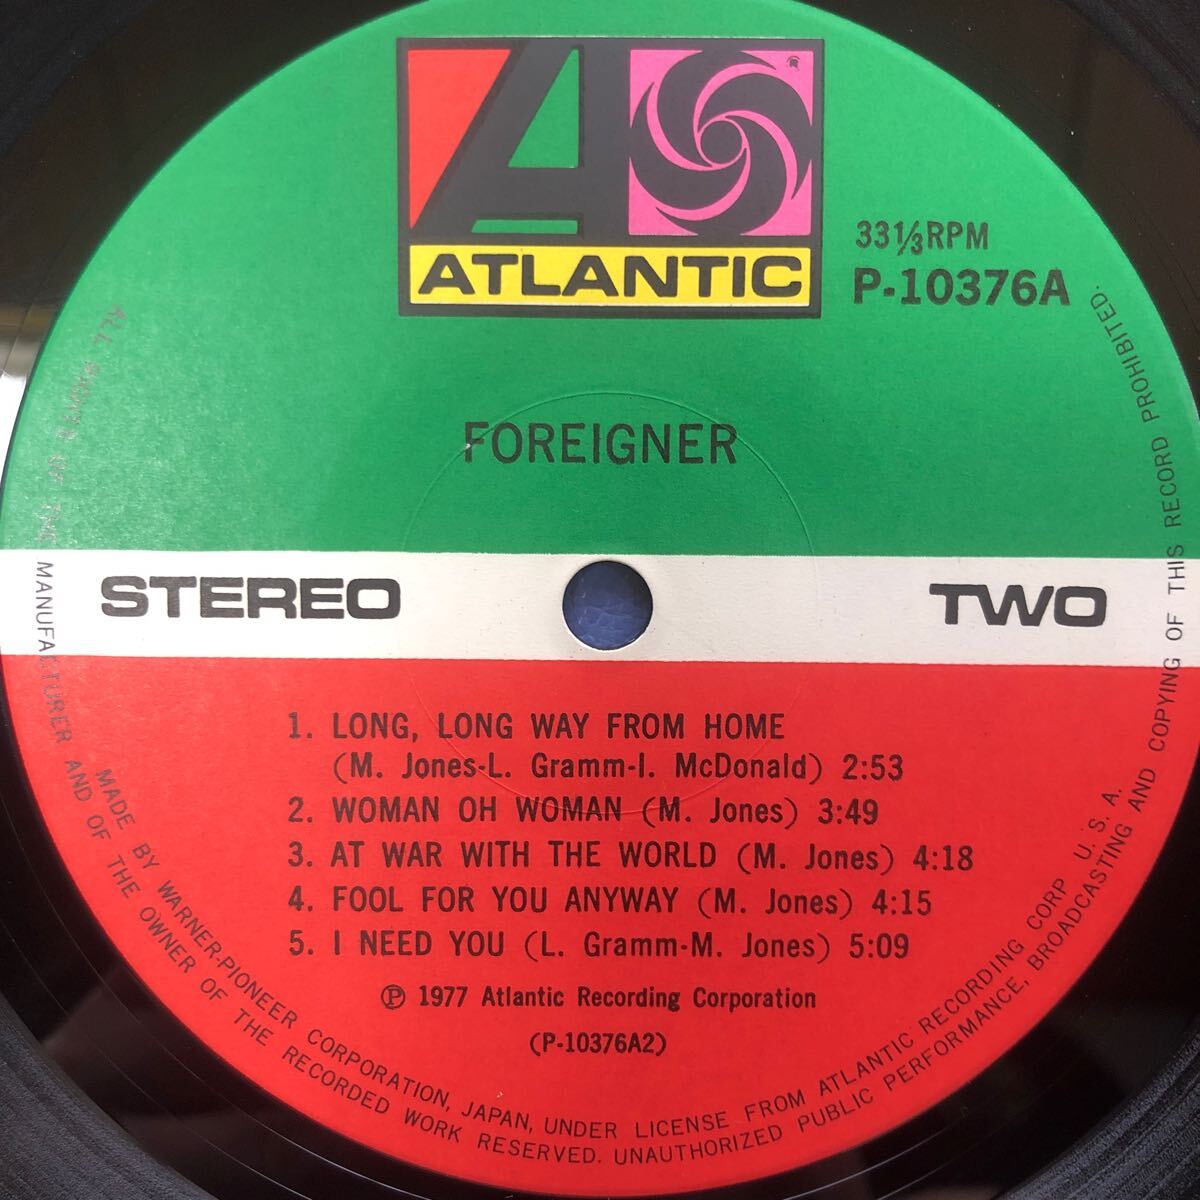 ATLANTIC
33⅓RPM
P-10376A
FOREIGNER
STEREO
TWO
1. LONG, LONG WAY FROM HOME
(M. Jones-L. Gramm-I. McDonald) 2:53
2. WOMAN OH WOMAN (M. Jones) 3:49
3. AT WAR WITH THE WORLD (M. Jones) 4:18
4. FOOL FOR YOU ANYWAY (M. Jones) 4:15
5. I NEED YOU (L. Gramm-M. Jones) 5:09
℗ 1977 Atlantic Recording Corporation
(P-10376A2)
MADE BY WARNER-PIONEER CORPORATION, JAPAN, UNDER LICENSE FROM ATLANTIC RECORDING CORP U. S. A.
ALL RIGHTS OF THE MANUFACTURER AND OF THE OWNER OF THE RECORDED WORK RESERVED. UNAUTHORIZED PUBLIC PERFORMANCE, BROADCASTING AND COPYING OF THIS RECORD PROHIBITED.